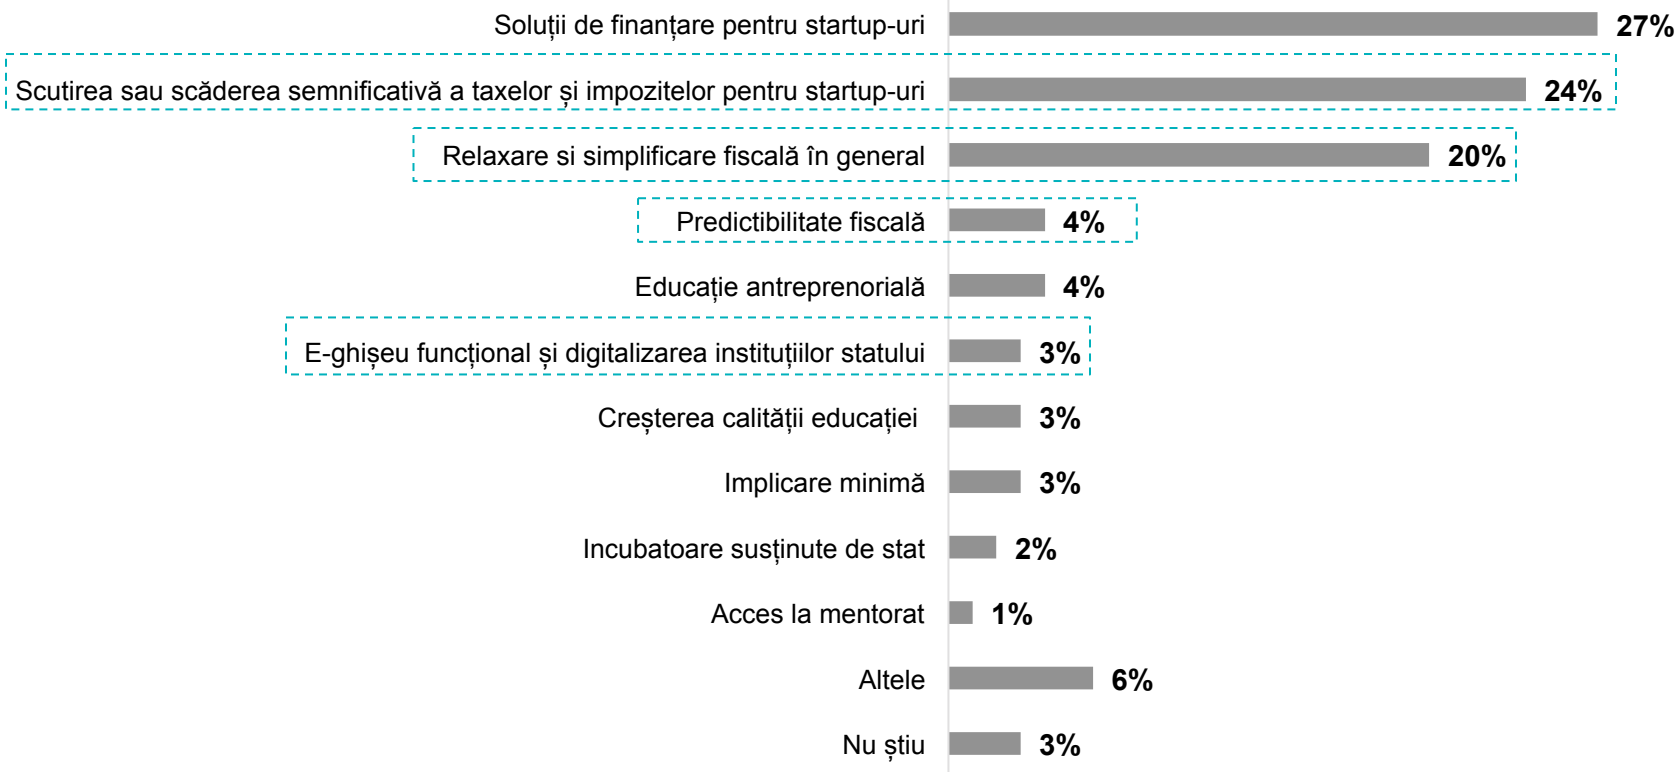 Soluții de finanțare pentru startup-uri 27%
Scutirea sau scăderea semnificativă a taxelor și impozitelor pentru startup-uri 24%
Relaxare si simplificare fiscală în general 20%
Predictibilitate fiscală 4%
Educație antreprenorială 4%
E-ghișeu funcțional și digitalizarea instituțiilor statului 3%
Creșterea calității educației 3%
Implicare minimă 3%
Incubatoare susținute de stat 2%
Acces la mentorat 1%
Altele 6%
Nu știu 3%